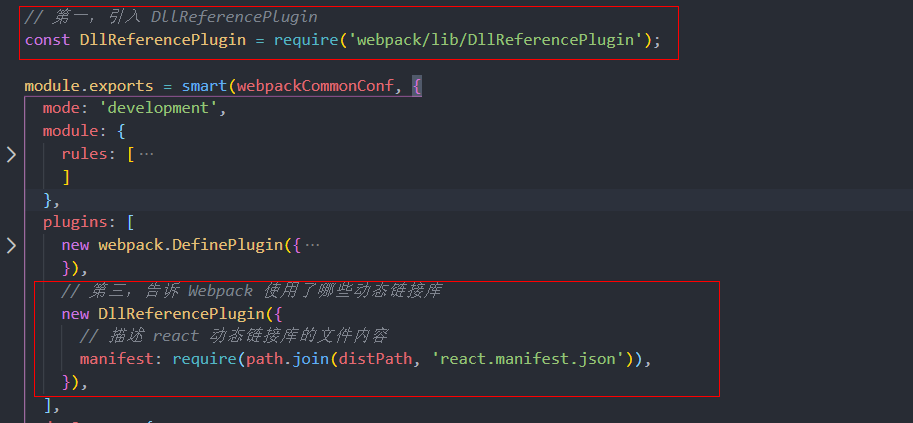 // 第一，引入 DllReferencePlugin
const DllReferencePlugin = require('webpack/lib/DllReferencePlugin');
module.exports = smart(webpackCommonConf, {
mode: 'development',
module: {
rules: [ ···
]
},
plugins: [
new webpack.DefinePlugin({ ···
}),
// 第三，告诉 Webpack 使用了哪些动态链接库
new DllReferencePlugin({
// 描述 react 动态链接库的文件内容
manifest: require(path.join(distPath, 'react.manifest.json')),
}),
],